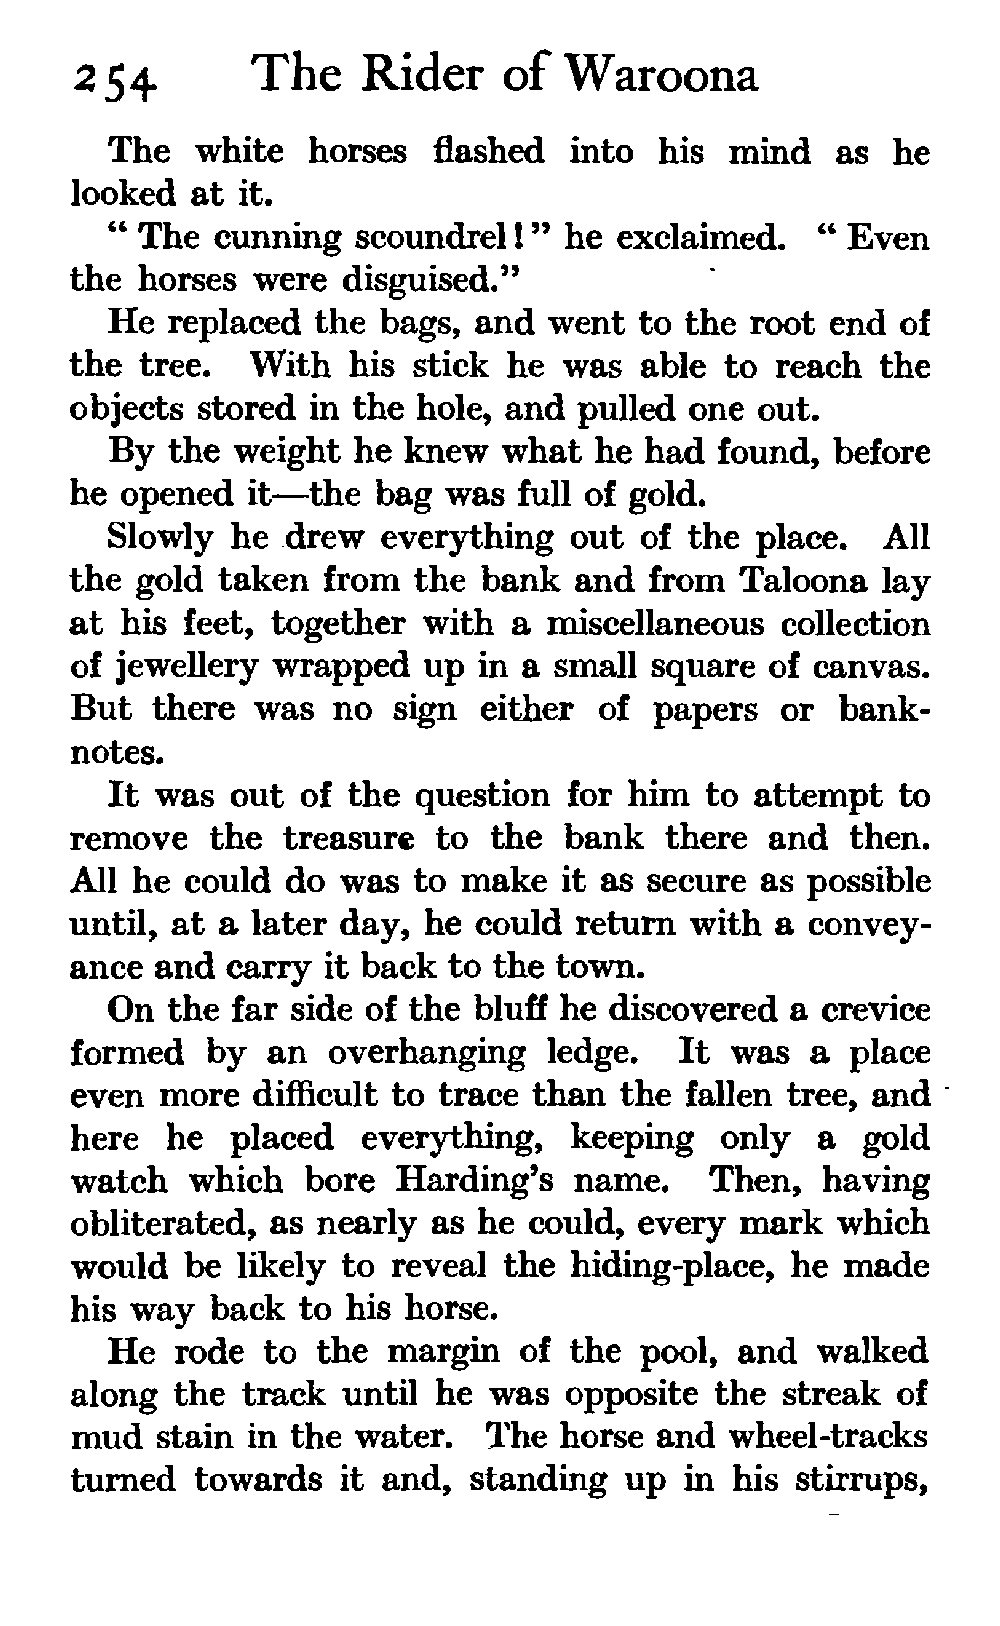 254 The Rider of Waroona
The white horses flashed into his mind as he
looked at it.
“ The cunning scoundrel ! ” he exclaimed. “ Even
the horses were disguised.”
He replaced the bags, and went to the root end of
the tree. With his stick he was able to reach the
objects stored in the hole, and pulled one out.
By the weight he knew what he had found, before
he opened it—the bag was full of gold.
Slowly he drew everything out of the place. All
the gold taken from the bank and from Taloona lay
at his feet, together with a miscellaneous collection
of jewellery wrapped up in a small square of canvas.
But there was no sign either of papers or bank-
notes.
It was out of the question for him to attempt to
remove the treasure to the bank there and then.
All he could do was to make it as secure as possible
until, at a later day, he could return with a convey-
ance and carry it back to the town.
On the far side of the bluff he discovered a crevice
formed by an overhanging ledge. It was a place
even more difficult to trace than the fallen tree, and
here he placed everything, keeping only a gold
watch which bore Harding’s name. Then, having
obliterated, as nearly as he could, every mark which
would be likely to reveal the hiding-place, he made
his way back to his horse.
He rode to the margin of the pool, and walked
along the track until he was opposite the streak of
mud stain in the water. The horse and wheel-tracks
turned towards it and, standing up in his stirrups,